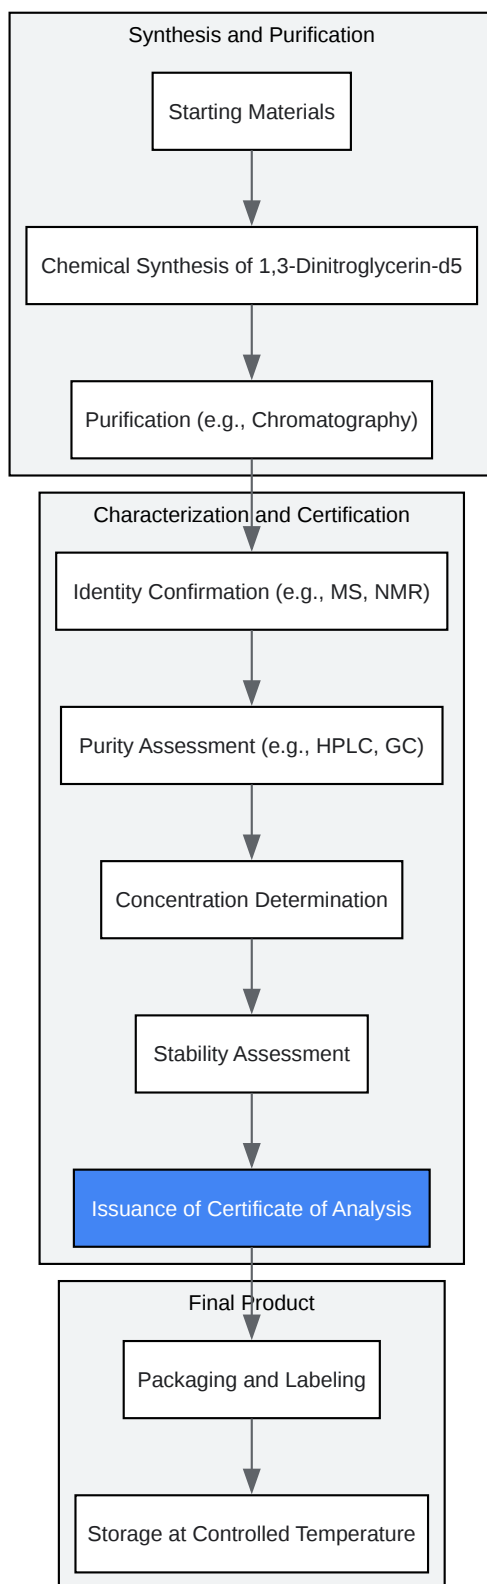 Synthesis and Purification
Starting Materials
Chemical Synthesis of 1,3-Dinitroglycerin-d5
Purification (e.g., Chromatography)
Characterization and Certification
Identity Confirmation (e.g., MS, NMR)
Purity Assessment (e.g., HPLC, GC)
Concentration Determination
Stability Assessment
Issuance of Certificate of Analysis
Final Product
Packaging and Labeling
Storage at Controlled Temperature